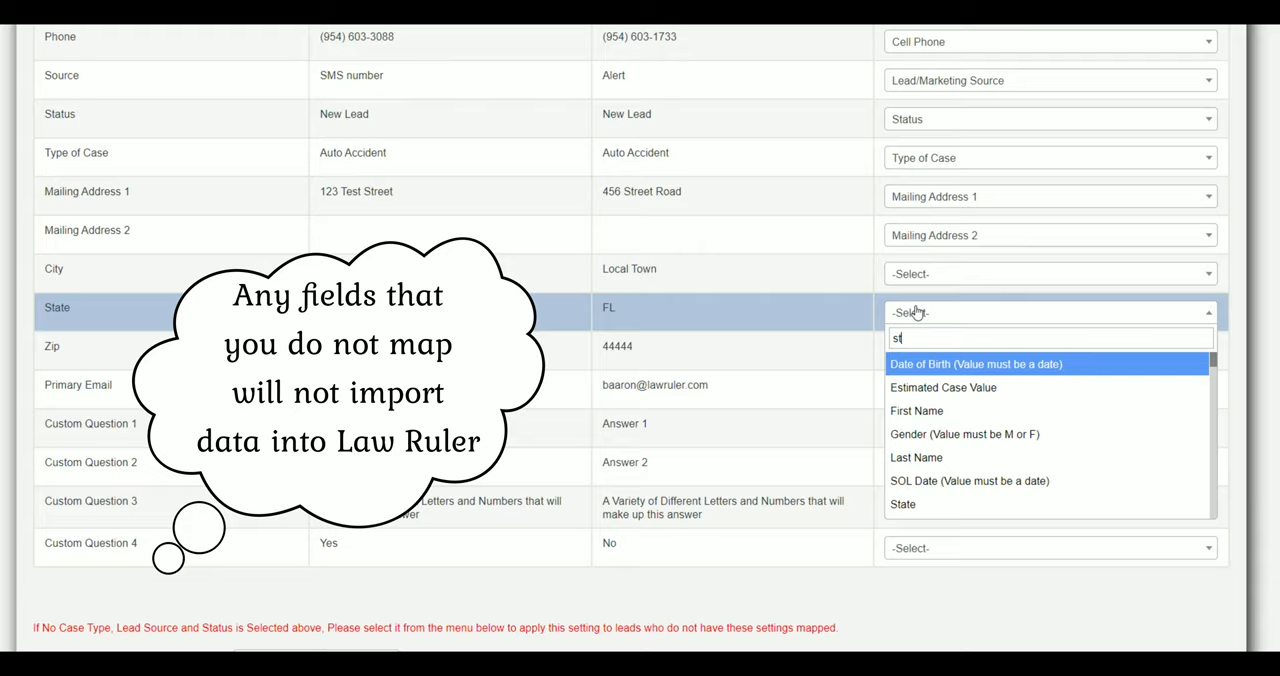 Phone (954) 603-3088 (954) 603-1733 Cell Phone
Source SMS number Alert Lead/Marketing Source
Status New Lead New Lead Status
Type of Case Auto Accident Auto Accident Type of Case
Mailing Address 1 123 Test Street 456 Street Road Mailing Address 1
Mailing Address 2 Mailing Address 2
City Local Town -Select-
State FL
st
Zip 44444
Primary Email baaron@lawruler.com
Custom Question 1 Answer 1
Custom Question 2 Answer 2
Custom Question 3 Letters and Numbers that will A Variety of Different Letters and Numbers that will
make up this answer
Custom Question 4 Yes No -Select-
Date of Birth (Value must be a date)
Estimated Case Value
First Name
Gender (Value must be M or F)
Last Name
SOL Date (Value must be a date)
State
Any fields that
you do not map
will not import
data into Law Ruler
If No Case Type, Lead Source and Status is Selected above, Please select it from the menu below to apply this setting to leads who do not have these settings mapped.